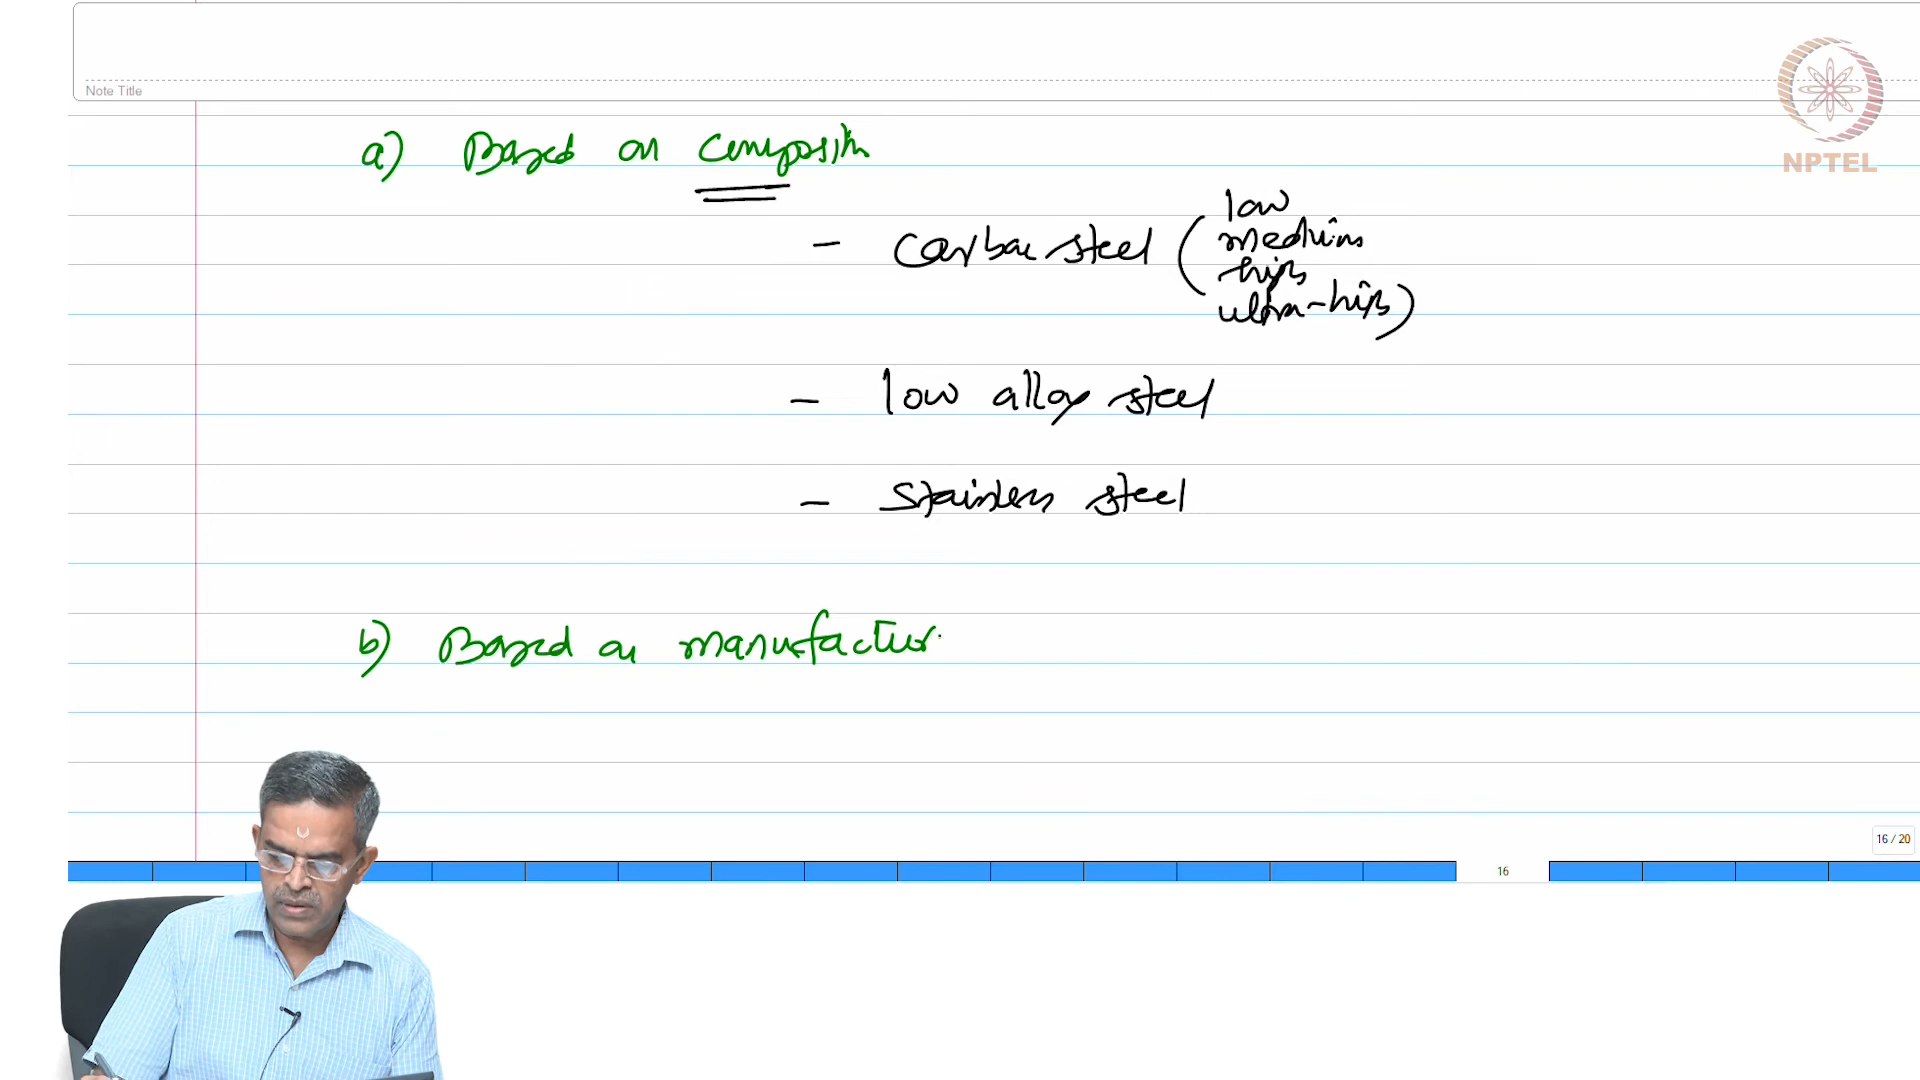 Note Title
NPTEL
a) Based on composition
- carbon steel (low
medium
high
ultra-high)
- low alloy steel
- stainless steel
b) Based on manufactur
16 / 20
16